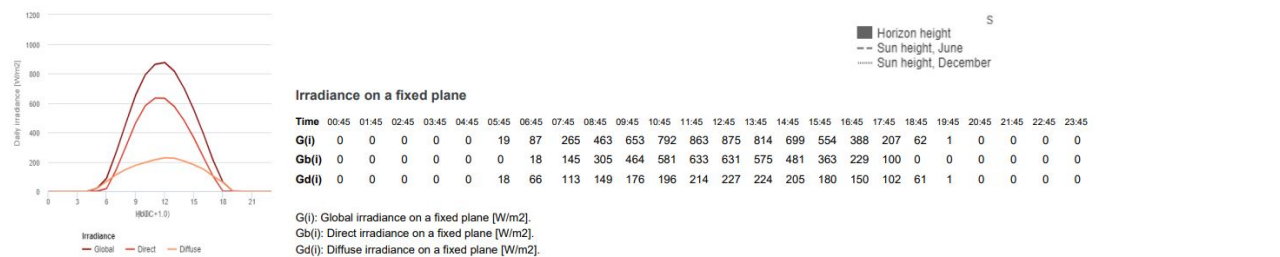 1200
1000
800
600
400
200
0
Daily irradiance [W/m2]
0 3 6 9 12 15 18 21
Irradiance
Global Direct Diffuse
S
Horizon height
Sun height, June
Sun height, December
Irradiance on a fixed plane
Time 00:45 01:45 02:45 03:45 04:45 05:45 06:45 07:45 08:45 09:45 10:45 11:45 12:45 13:45 14:45 15:45 16:45 17:45 18:45 19:45 20:45 21:45 22:45 23:45
G(i) 0 0 0 0 0 19 87 265 463 653 792 863 875 814 699 554 388 207 62 1 0 0 0 0
Gb(i) 0 0 0 0 0 0 18 145 305 464 581 633 631 575 481 363 229 100 0 0 0 0 0 0
Gd(i) 0 0 0 0 0 18 66 113 149 176 196 214 227 224 205 180 150 102 61 1 0 0 0 0
G(i): Global irradiance on a fixed plane [W/m2].
Gb(i): Direct irradiance on a fixed plane [W/m2].
Gd(i): Diffuse irradiance on a fixed plane [W/m2].